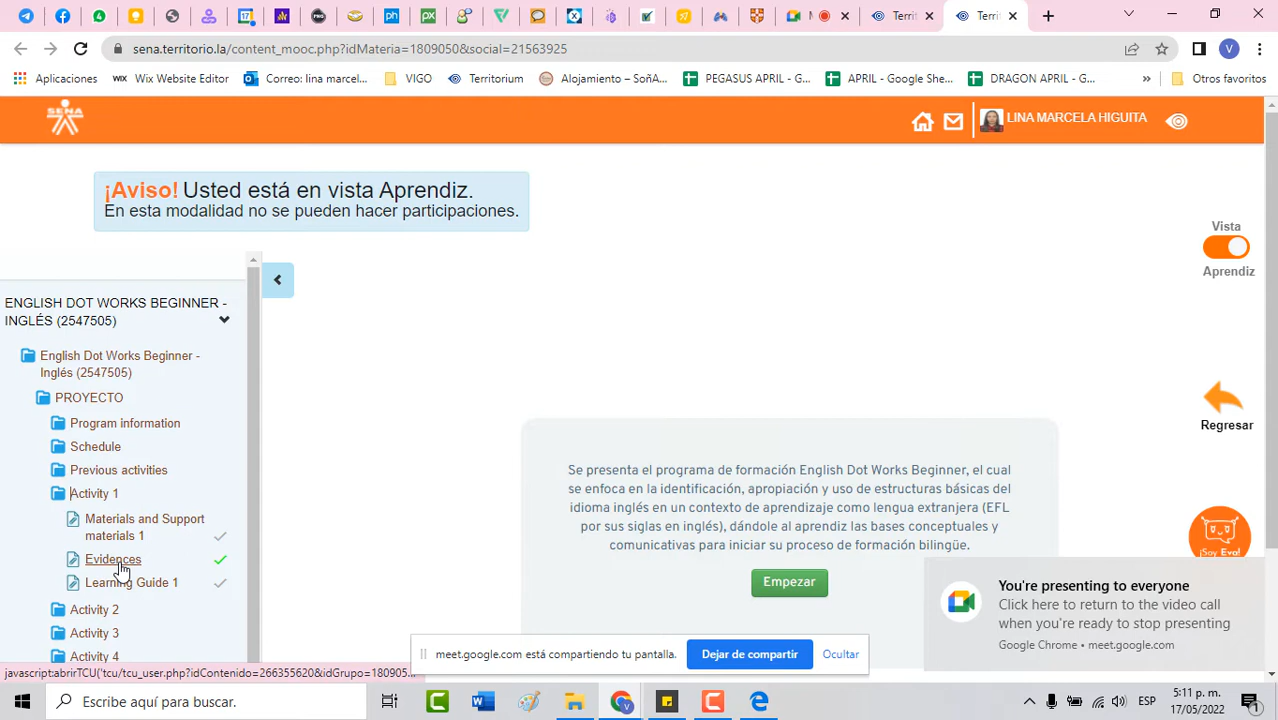 V M
Territ
Territ
sena.territorio.la/content_mooc.php?idMateria=1809050&social=21563925
V
Aplicaciones
Wix Website Editor
Correo: lina marcel...
VIGO
Territorium
Alojamiento – SoñA...
PEGASUS APRIL - G...
APRIL - Google She...
DRAGON APRIL - G...
»
Otros favoritos
SENA
LINA MARCELA HIGUITA
¡Aviso! Usted está en vista Aprendiz.
En esta modalidad no se pueden hacer participaciones.
Vista
Aprendiz
ENGLISH DOT WORKS BEGINNER -
INGLÉS (2547505)
English Dot Works Beginner -
Inglés (2547505)
PROYECTO
Program information
Schedule
Previous activities
Activity 1
Materials and Support
materials 1
Evidences
Learning Guide 1
Activity 2
Activity 3
Activity 4
Regresar
Se presenta el programa de formación English Dot Works Beginner, el cual
se enfoca en la identificación, apropiación y uso de estructuras básicas del
idioma inglés en un contexto de aprendizaje como lengua extranjera (EFL
por sus siglas en inglés), dándole al aprendiz las bases conceptuales y
comunicativas para iniciar su proceso de formación bilingüe.
Empezar
¡Soy Eva!
You're presenting to everyone
Click here to return to the video call
when you're ready to stop presenting
Google Chrome • meet.google.com
meet.google.com está compartiendo tu pantalla.
Dejar de compartir
Ocultar
javascript:abrirTCU('tcu/tcu_user.php?idContenido=266355620&idGrupo=180905...
Escribe aquí para buscar.
ESP
5:11 p. m.
17/05/2022
1